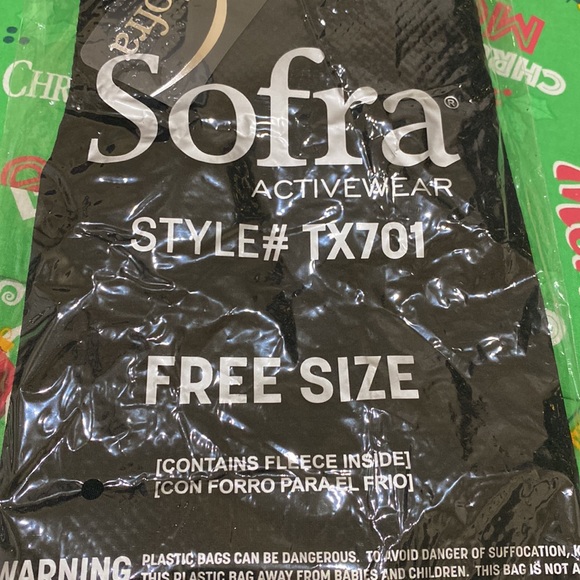 Sofra
Sofra®
ACTIVEWEAR
STYLE# TX701
FREE SIZE
[CONTAINS FLEECE INSIDE]
[CON FORRO PARA EL FRIO]
WARNING PLASTIC BAGS CAN BE DANGEROUS. TO AVOID DANGER OF SUFFOCATION, K
THIS PLASTIC BAG AWAY FROM BABIES AND CHILDREN. THIS BAG IS NOT A
CHR
CHRI